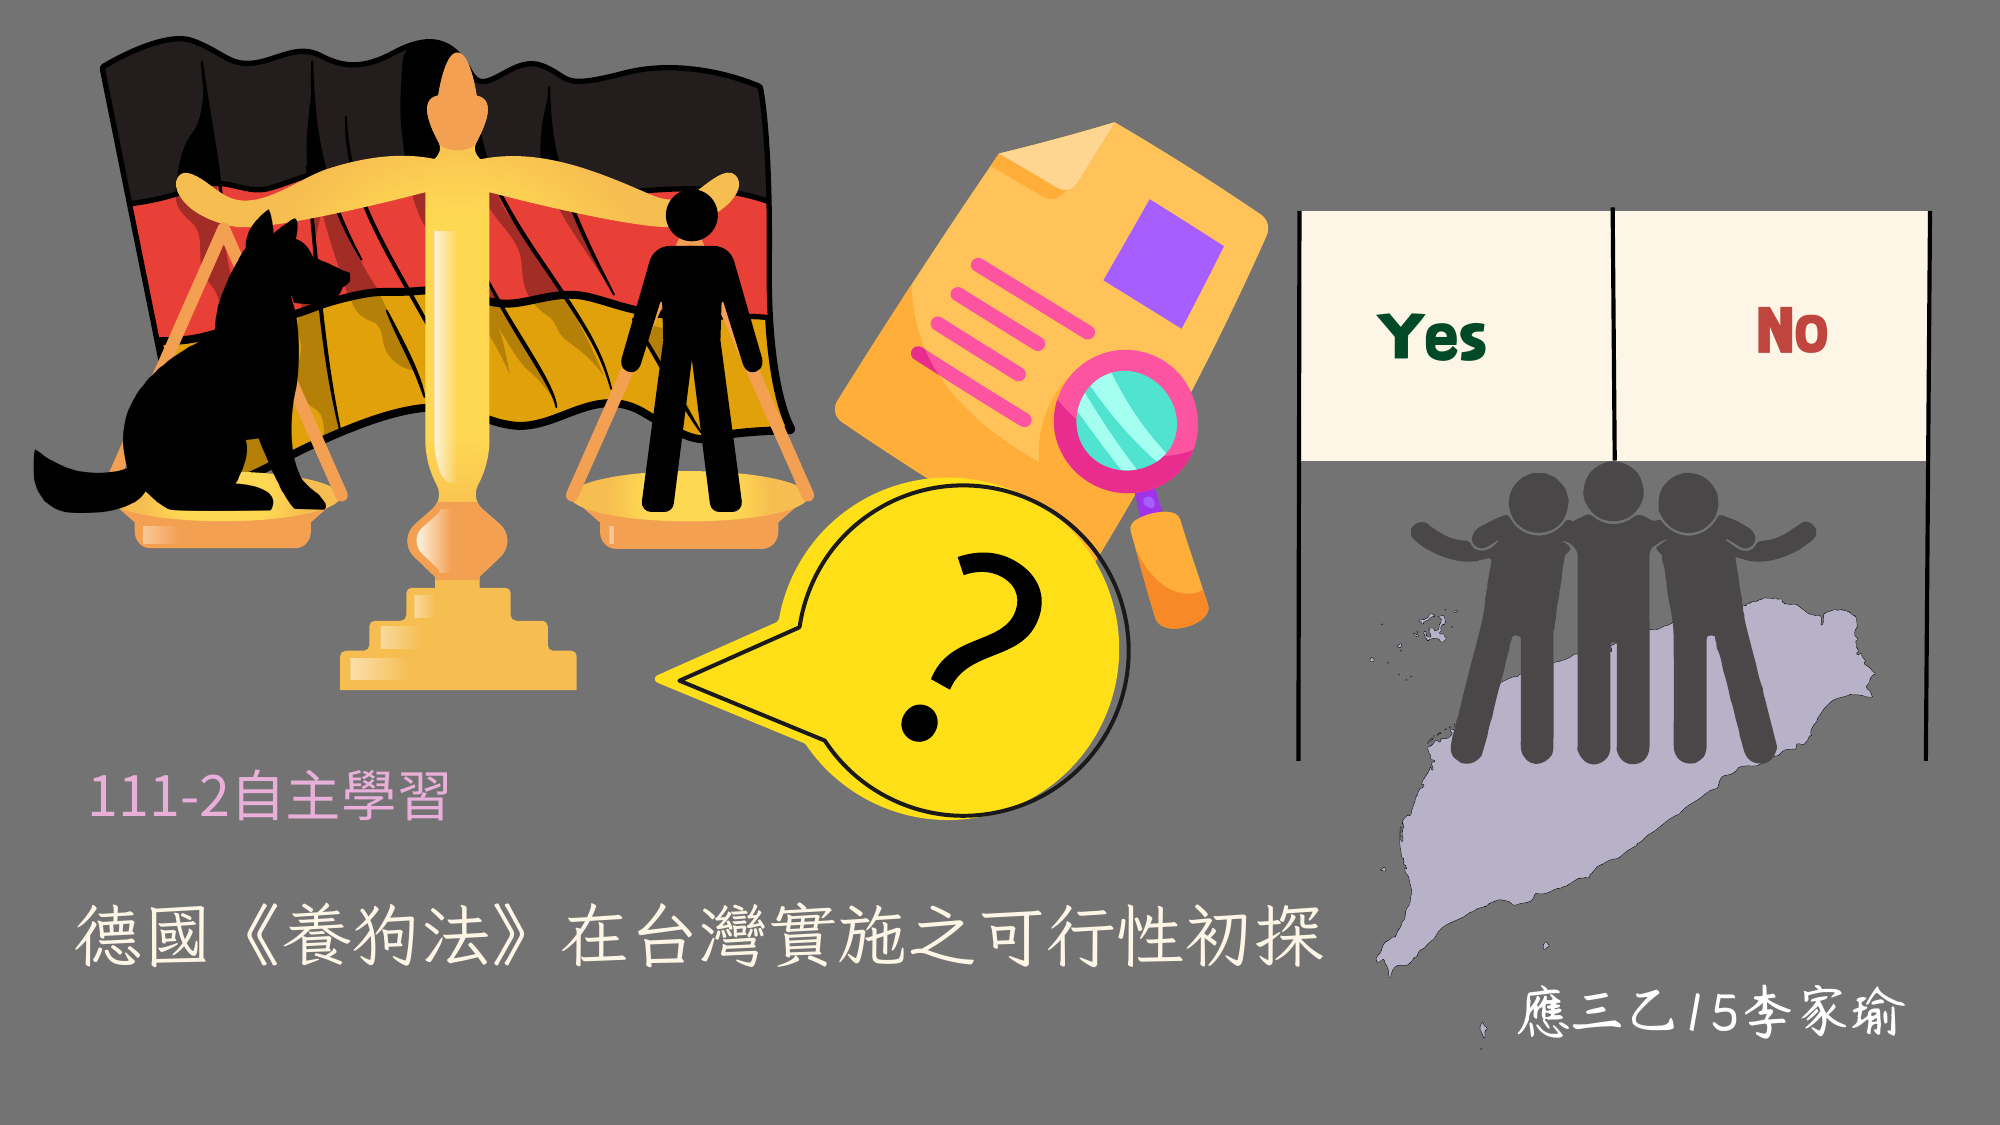 Yes
No
?
111-2自主學習
德國《養狗法》在台灣實施之可行性初探
應三乙15李家瑜